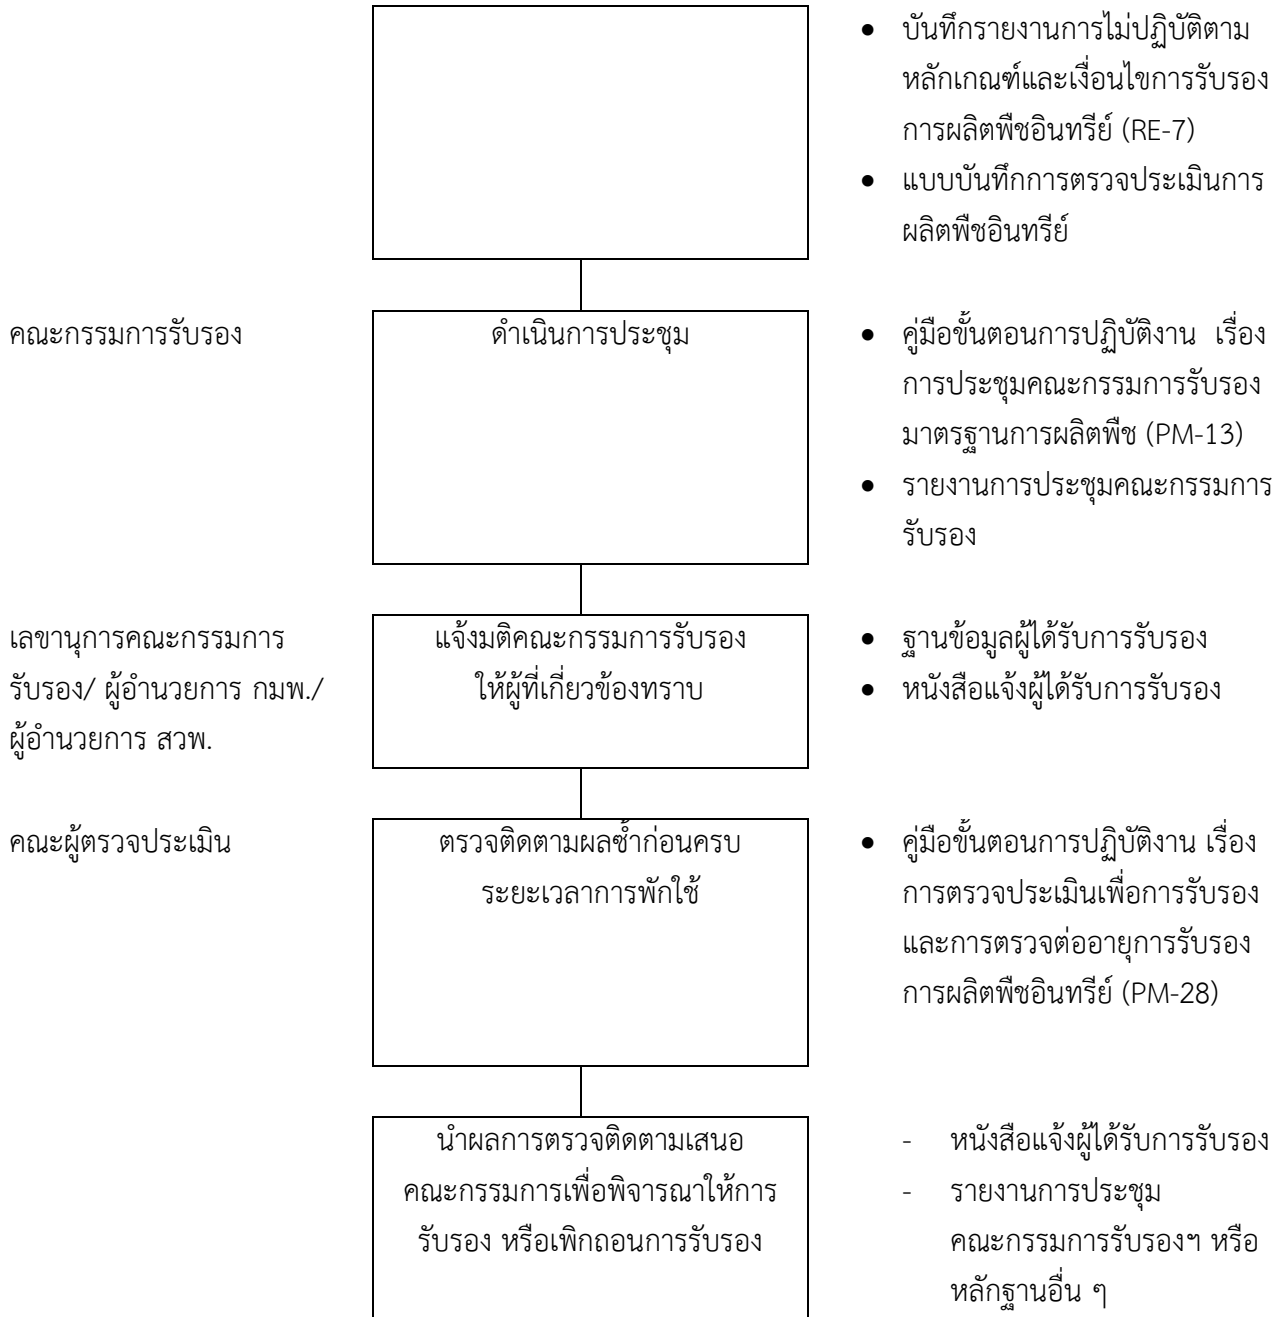 • บันทึกรายงานการไม่ปฏิบัติตาม
หลักเกณฑ์และเงื่อนไขการรับรอง
การผลิตพืชอินทรีย์ (RE-7)
• แบบบันทึกการตรวจประเมินการ
ผลิตพืชอินทรีย์
คณะกรรมการรับรอง
ดำเนินการประชุม
• คู่มือขั้นตอนการปฏิบัติงาน เรื่อง
การประชุมคณะกรรมการรับรอง
มาตรฐานการผลิตพืช (PM-13)
• รายงานการประชุมคณะกรรมการ
รับรอง
เลขานุการคณะกรรมการ
รับรอง/ ผู้อำนวยการ กมพ./
ผู้อำนวยการ สวพ.
แจ้งมติคณะกรรมการรับรอง
ให้ผู้ที่เกี่ยวข้องทราบ
• ฐานข้อมูลผู้ได้รับการรับรอง
• หนังสือแจ้งผู้ได้รับการรับรอง
คณะผู้ตรวจประเมิน
ตรวจติดตามผลซ้ำก่อนครบ
ระยะเวลาการพักใช้
• คู่มือขั้นตอนการปฏิบัติงาน เรื่อง
การตรวจประเมินเพื่อการรับรอง
และการตรวจต่ออายุการรับรอง
การผลิตพืชอินทรีย์ (PM-28)
นำผลการตรวจติดตามเสนอ
คณะกรรมการเพื่อพิจารณาให้การ
รับรอง หรือเพิกถอนการรับรอง
- หนังสือแจ้งผู้ได้รับการรับรอง
- รายงานการประชุม
คณะกรรมการรับรองฯ หรือ
หลักฐานอื่น ๆ